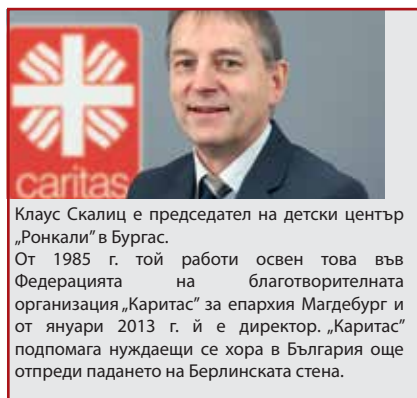 caritas
Клаус Скалиц е председател на детски център
„Ронкали” в Бургас.
От 1985 г. той работи освен това във
Федерацията на благотворителната
организация „Каритас” за епархия Магдебург и
от януари 2013 г. й е директор. „Каритас”
подпомага нуждаещи се хора в България още
отпреди падането на Берлинската стена.